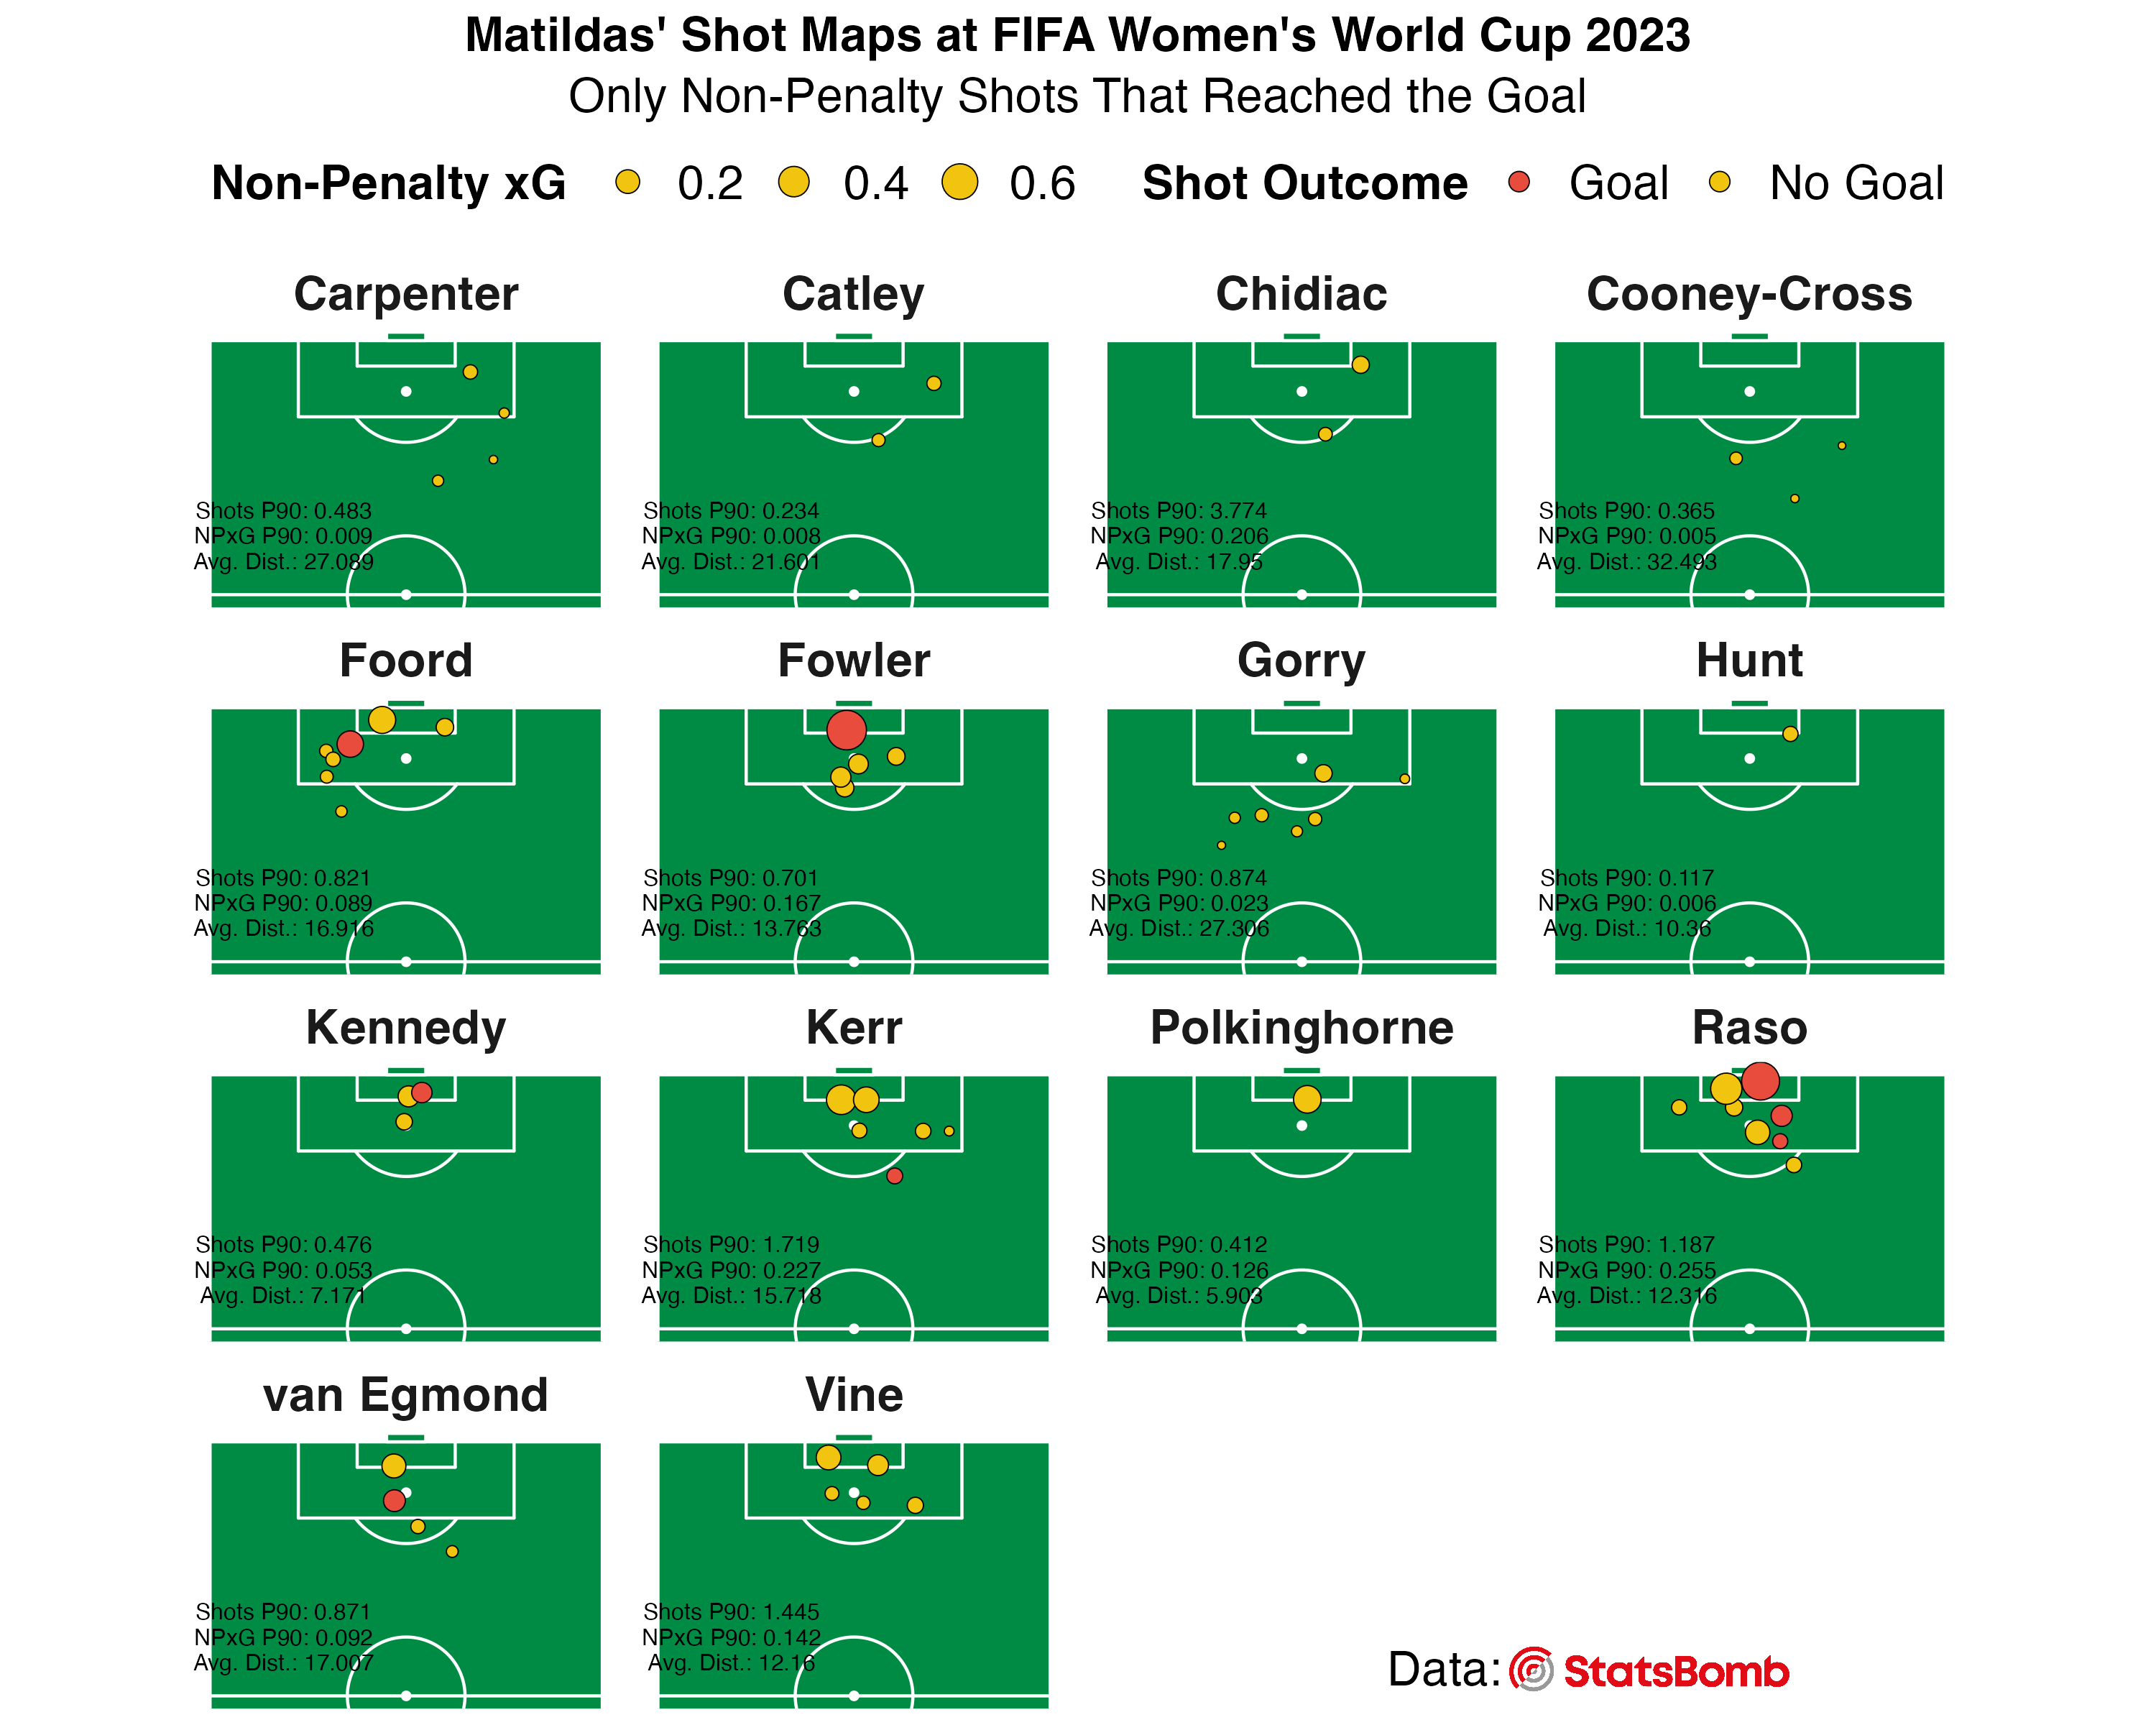 Matildas' Shot Maps at FIFA Women's World Cup 2023
Only Non-Penalty Shots That Reached the Goal
Non-Penalty xG 0.2 0.4 0.6 Shot Outcome Goal No Goal
Carpenter
Shots P90: 0.483
NPxG P90: 0.009
Avg. Dist.: 27.089
Catley
Shots P90: 0.234
NPxG P90: 0.008
Avg. Dist.: 21.601
Chidiac
Shots P90: 3.774
NPxG P90: 0.206
Avg. Dist.: 17.95
Cooney-Cross
Shots P90: 0.365
NPxG P90: 0.005
Avg. Dist.: 32.493
Foord
Shots P90: 0.821
NPxG P90: 0.089
Avg. Dist.: 16.916
Fowler
Shots P90: 0.701
NPxG P90: 0.167
Avg. Dist.: 13.763
Gorry
Shots P90: 0.874
NPxG P90: 0.023
Avg. Dist.: 27.306
Hunt
Shots P90: 0.117
NPxG P90: 0.006
Avg. Dist.: 10.36
Kennedy
Shots P90: 0.476
NPxG P90: 0.053
Avg. Dist.: 7.171
Kerr
Shots P90: 1.719
NPxG P90: 0.227
Avg. Dist.: 15.718
Polkinghorne
Shots P90: 0.412
NPxG P90: 0.126
Avg. Dist.: 5.903
Raso
Shots P90: 1.187
NPxG P90: 0.255
Avg. Dist.: 12.316
van Egmond
Shots P90: 0.871
NPxG P90: 0.092
Avg. Dist.: 17.007
Vine
Shots P90: 1.445
NPxG P90: 0.142
Avg. Dist.: 12.16
Data: StatsBomb